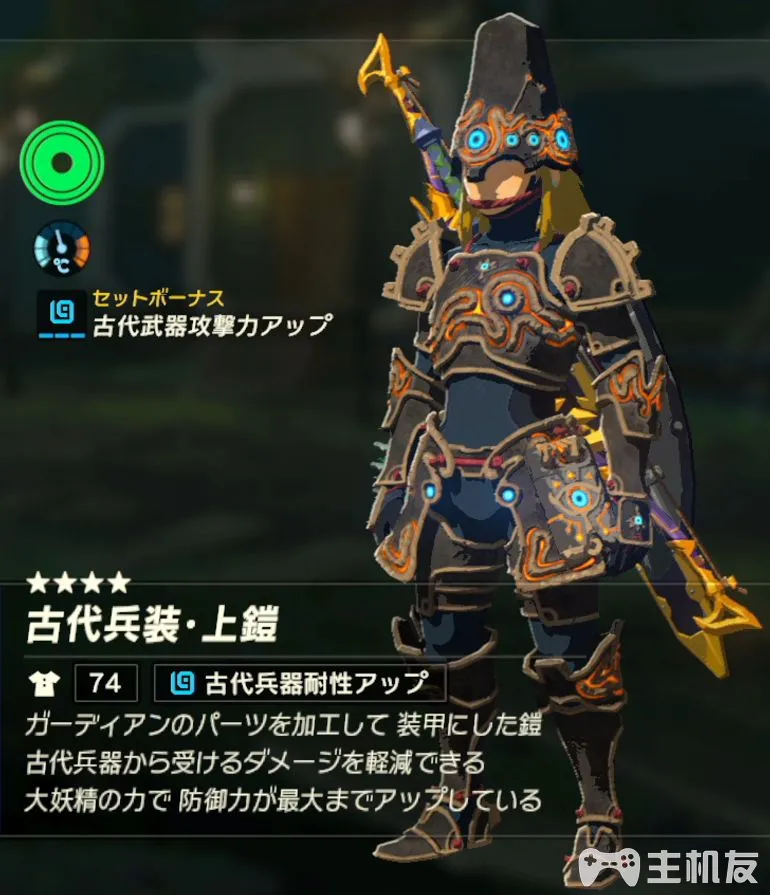 ℃
セットボーナス
古代武器攻撃力アップ
★★★★
古代兵装・上鎧
74 古代兵器耐性アップ
ガーディアンのパーツを加工して 装甲にした鎧
古代兵器から受けるダメージを軽減できる
大妖精の力で 防御力が最大までアップしている
主机友